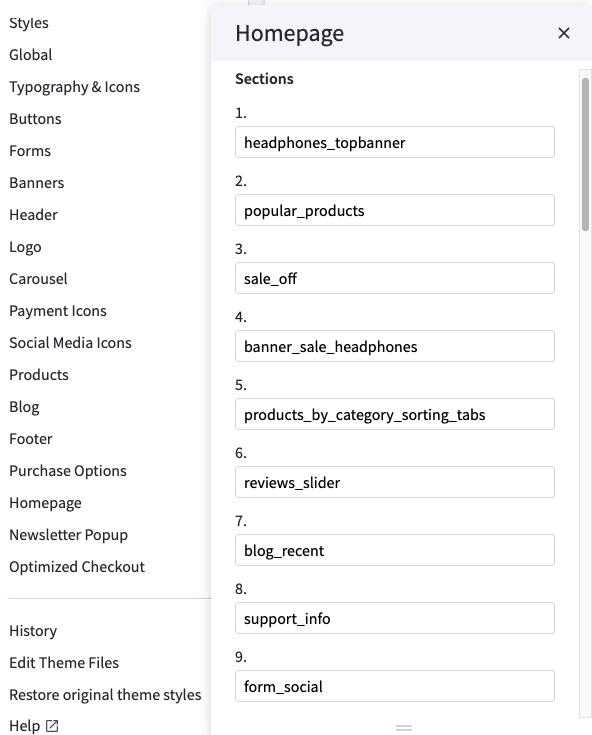 Styles
Global
Typography & Icons
Buttons
Forms
Banners
Header
Logo
Carousel
Payment Icons
Social Media Icons
Products
Blog
Footer
Purchase Options
Homepage
Newsletter Popup
Optimized Checkout
History
Edit Theme Files
Restore original theme styles
Help
Homepage
Sections
1.
headphones_topbanner
2.
popular_products
3.
sale_off
4.
banner_sale_headphones
5.
products_by_category_sorting_tabs
6.
reviews_slider
7.
blog_recent
8.
support_info
9.
form_social